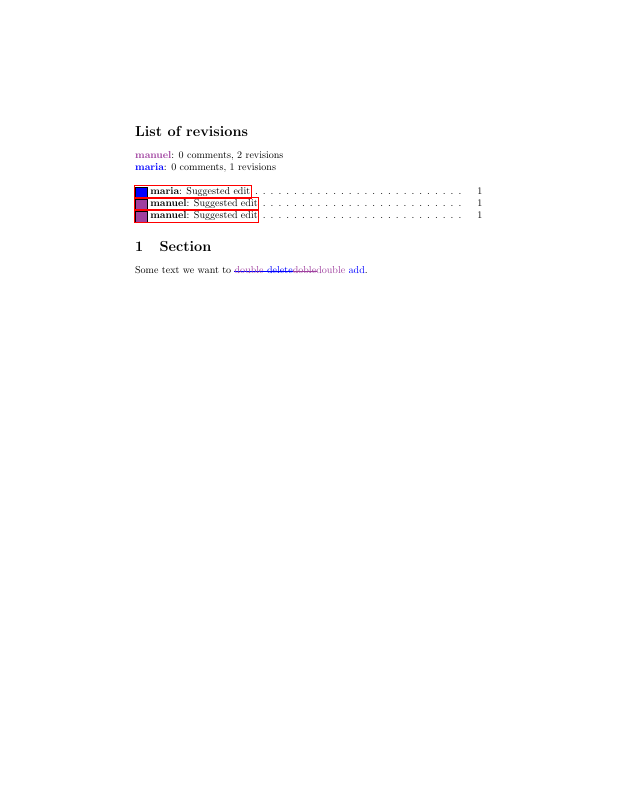 List of revisions
manuel: 0 comments, 2 revisions
maria: 0 comments, 1 revisions
maria: Suggested edit . . . . . . . . . . . . . . . . . . . . . . . . . . . 1
manuel: Suggested edit . . . . . . . . . . . . . . . . . . . . . . . . . . 1
manuel: Suggested edit . . . . . . . . . . . . . . . . . . . . . . . . . . 1
1 Section
Some text we want to double deletedobledouble add.